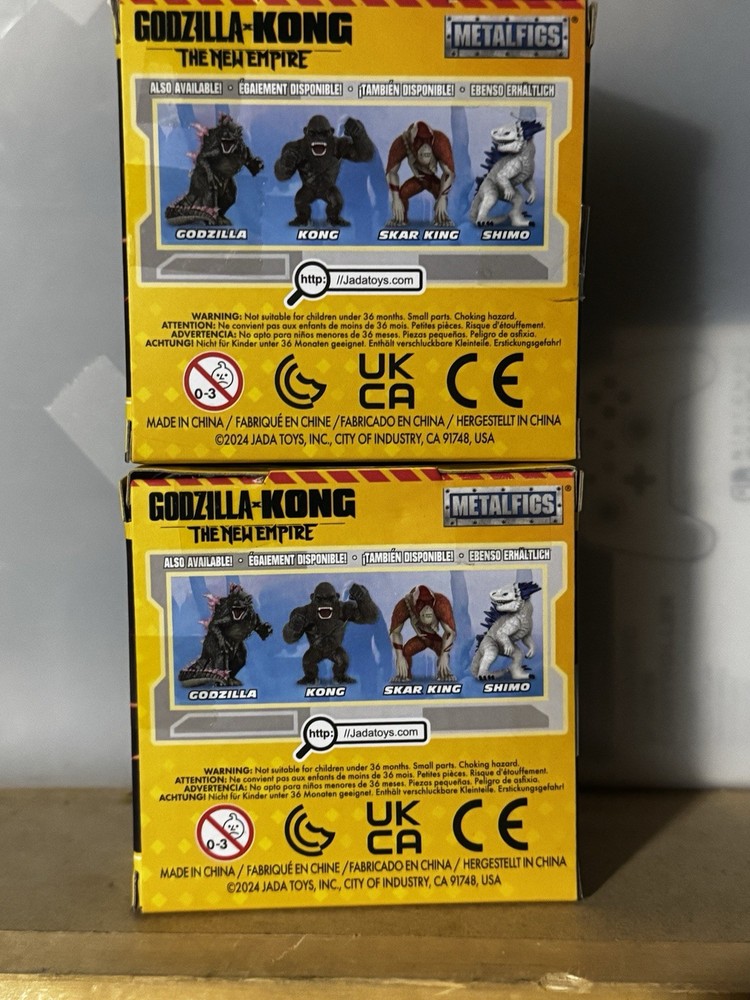 GODZILLA × KONG
THE NEW EMPIRE
METALFIGS®
ALSO AVAILABLE! • ÉGAIEMENT DISPONIBLE! • ¡TAMBIÉN DISPONIBLE! • EBENSO ERHÄLTLICH
GODZILLA KONG SKAR KING SHIMO
http: //Jadatoys.com
WARNING: Not suitable for children under 36 months. Small parts. Choking hazard.
ATTENTION: Ne convient pas aux enfants de moins de 36 mois. Petites pièces. Risque d'étouffement.
ADVERTENCIA: No apto para niños menores de 36 meses. Piezas pequeñas. Peligro de asfixia.
ACHTUNG! Nicht für Kinder unter 36 Monaten geeignet. Enthält verschluckbare Kleinteile. Erstickungsgefahr!
0-3
UK
CA
CE
MADE IN CHINA / FABRIQUÉ EN CHINE / FABRICADO EN CHINA / HERGESTELLT IN CHINA
©2024 JADA TOYS, INC., CITY OF INDUSTRY, CA 91748, USA
GODZILLA × KONG
THE NEW EMPIRE
METALFIGS®
ALSO AVAILABLE! • ÉGAIEMENT DISPONIBLE! • ¡TAMBIÉN DISPONIBLE! • EBENSO ERHÄLTLICH
GODZILLA KONG SKAR KING SHIMO
http: //Jadatoys.com
WARNING: Not suitable for children under 36 months. Small parts. Choking hazard.
ATTENTION: Ne convient pas aux enfants de moins de 36 mois. Petites pièces. Risque d'étouffement.
ADVERTENCIA: No apto para niños menores de 36 meses. Piezas pequeñas. Peligro de asfixia.
ACHTUNG! Nicht für Kinder unter 36 Monaten geeignet. Enthält verschluckbare Kleinteile. Erstickungsgefahr!
0-3
UK
CA
CE
MADE IN CHINA / FABRIQUÉ EN CHINE / FABRICADO EN CHINA / HERGESTELLT IN CHINA
©2024 JADA TOYS, INC., CITY OF INDUSTRY, CA 91748, USA